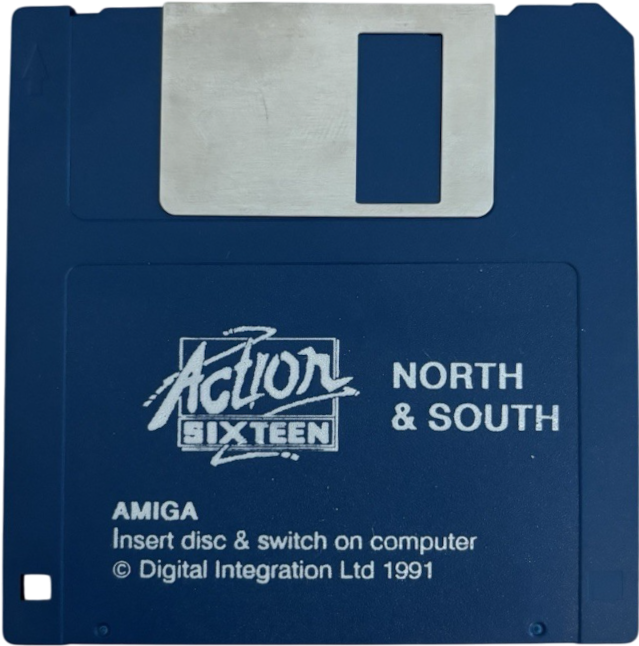 Action
SIXTEEN
NORTH
& SOUTH
AMIGA
Insert disc & switch on computer
© Digital Integration Ltd 1991